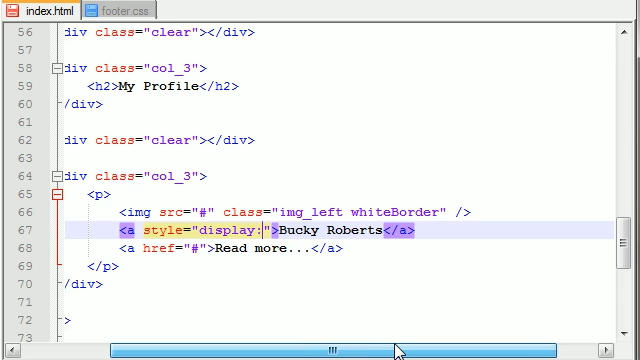 index.html footer.css
56 div class="clear"></div>
57
58 div class="col_3">
59 <h2>My Profile</h2>
60 /div>
61
62 div class="clear"></div>
63
64 div class="col_3">
65 <p>
66 <img src="#" class="img_left whiteBorder" />
67 <a style="display:">Bucky Roberts</a>
68 <a href="#">Read more...</a>
69 </p>
70 /div>
71
72 >
73